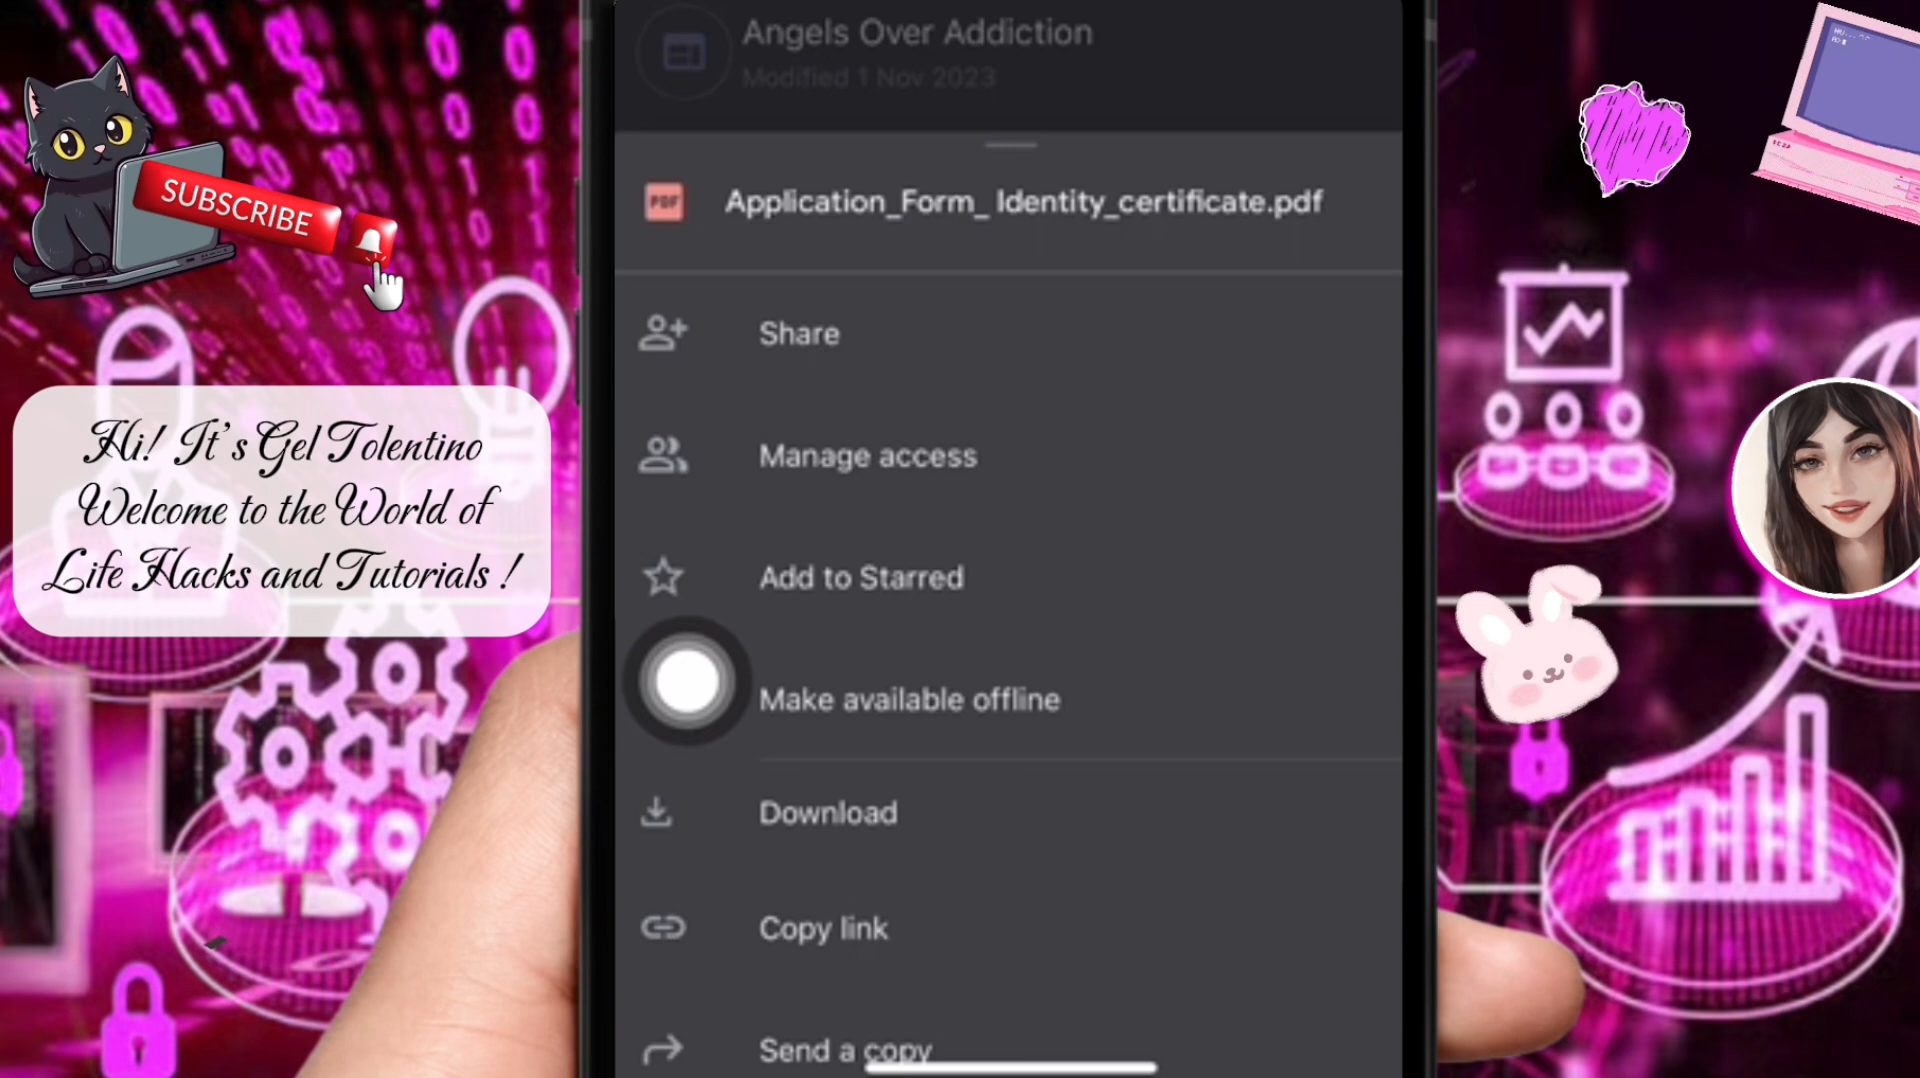 Angels Over Addiction
Modified 1 Nov 2023
PDF
Application_Form_ Identity_certificate.pdf
SUBSCRIBE
Share
Hi! It's Gel Tolentino
Welcome to the World of
Life Hacks and Tutorials !
Manage access
Add to Starred
Make available offline
Download
Copy link
Send a copy